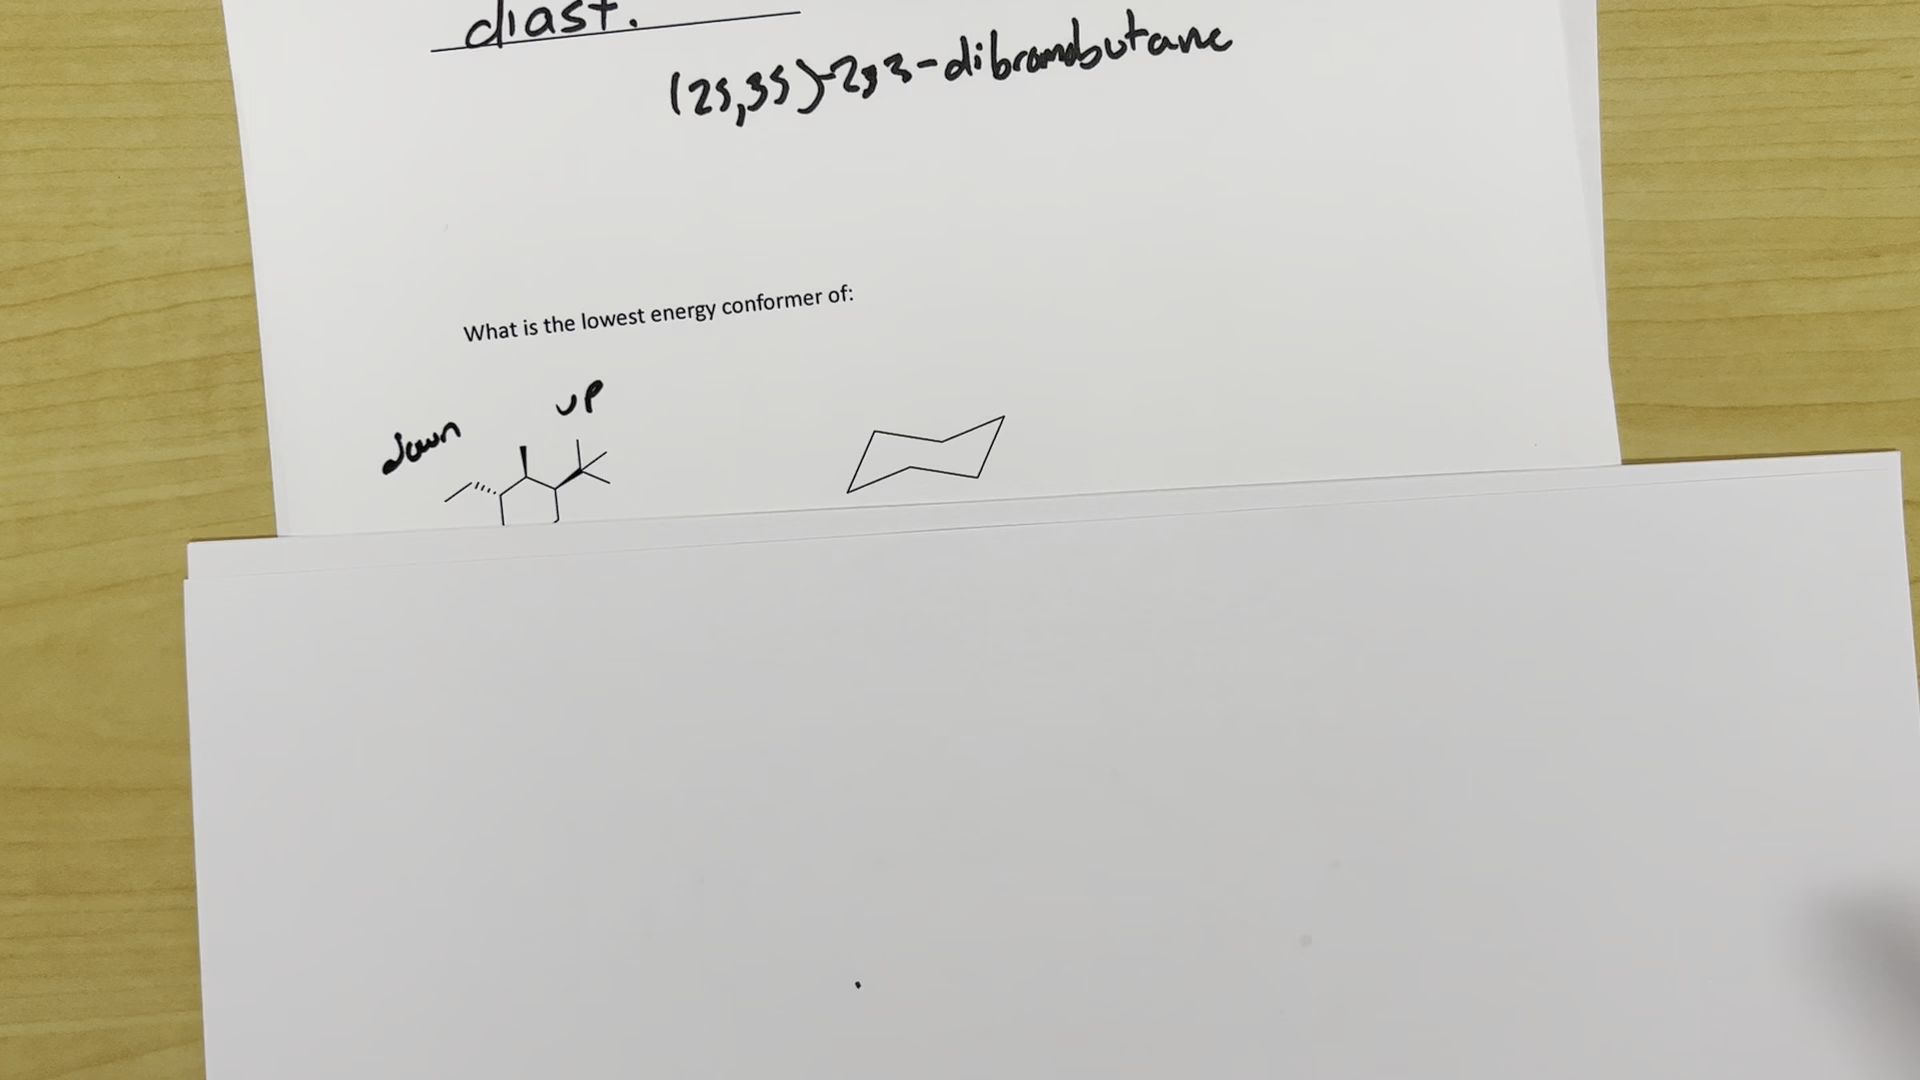 diast.
(2S,3S)-2,3-dibromobutane
What is the lowest energy conformer of:
up
down